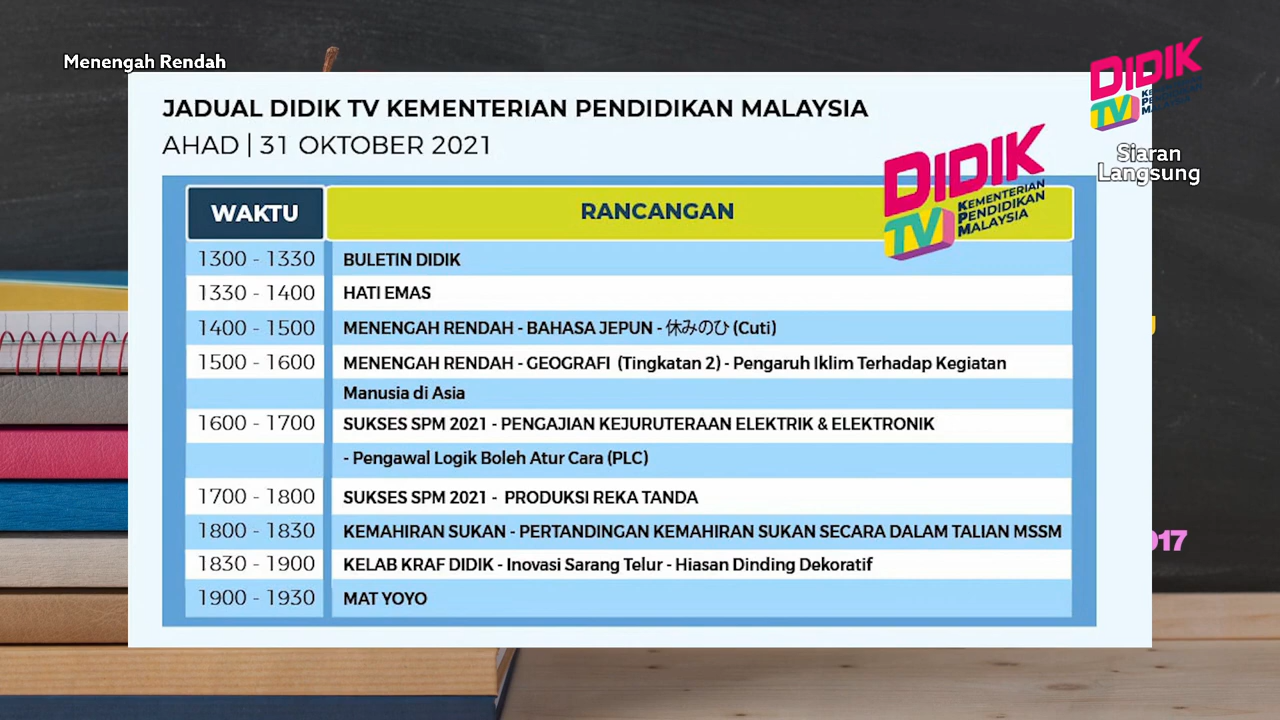 Menengah Rendah
JADUAL DIDIK TV KEMENTERIAN PENDIDIKAN MALAYSIA
AHAD | 31 OKTOBER 2021
DIDIK
TV
KEMENTERIAN
PENDIDIKAN
MALAYSIA
DIDIK
TV
Siaran
Langsung
WAKTU RANCANGAN
1300 - 1330 BULETIN DIDIK
1330 - 1400 HATI EMAS
1400 - 1500 MENENGAH RENDAH - BAHASA JEPUN - 休みのひ (Cuti)
1500 - 1600 MENENGAH RENDAH - GEOGRAFI (Tingkatan 2) - Pengaruh Iklim Terhadap Kegiatan
Manusia di Asia
1600 - 1700 SUKSES SPM 2021 - PENGAJIAN KEJURUTERAAN ELEKTRIK & ELEKTRONIK
- Pengawal Logik Boleh Atur Cara (PLC)
1700 - 1800 SUKSES SPM 2021 - PRODUKSI REKA TANDA
1800 - 1830 KEMAHIRAN SUKAN - PERTANDINGAN KEMAHIRAN SUKAN SECARA DALAM TALIAN MSSM
1830 - 1900 KELAB KRAF DIDIK - Inovasi Sarang Telur - Hiasan Dinding Dekoratif
1900 - 1930 MAT YOYO